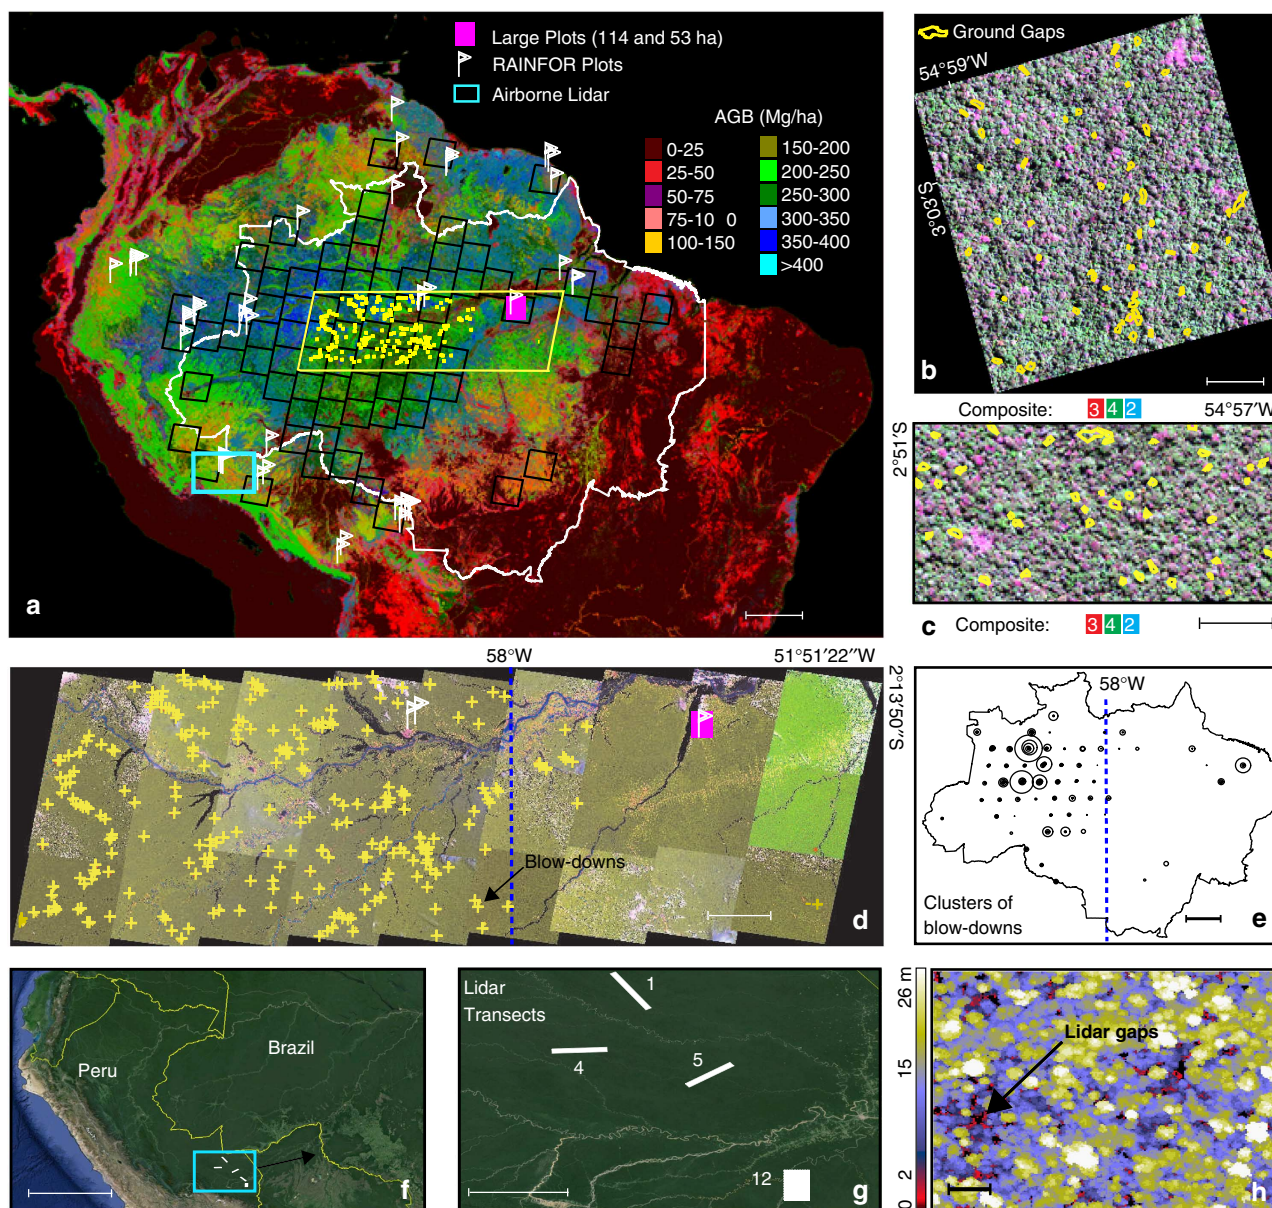 Large Plots (114 and 53 ha)
RAINFOR Plots
Airborne Lidar
AGB (Mg/ha)
0-25
25-50
50-75
75-10 0
100-150
150-200
200-250
250-300
300-350
350-400
>400
a
Ground Gaps
54°59′W
3°03′S
b
Composite: 3 4 2
54°57′W
2°51′S
c
Composite: 3 4 2
58°W
51°51′22″W
2°13′50″S
Blow-downs
d
58°W
Clusters of
blow-downs
e
Peru
Brazil
f
Lidar
Transects
1
4
5
12
g
26 m
15
2
0
Lidar gaps
h